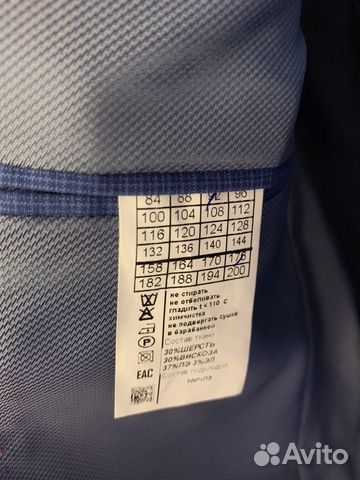 84 88 92 96
100 104 108 112
116 120 124 128
132 136 140 144
158 164 170 176
182 188 194 200
не стирать
не отбеливать
гладить t < 110 С
химчистка
не подвергать сушке
в барабанной
Состав ткани
30%ШЕРСТЬ
30%ВИСКОЗА
37%ПЭ 3%ЭЛ
Состав подкладки
100%ПЭ
P
EAC
Avito